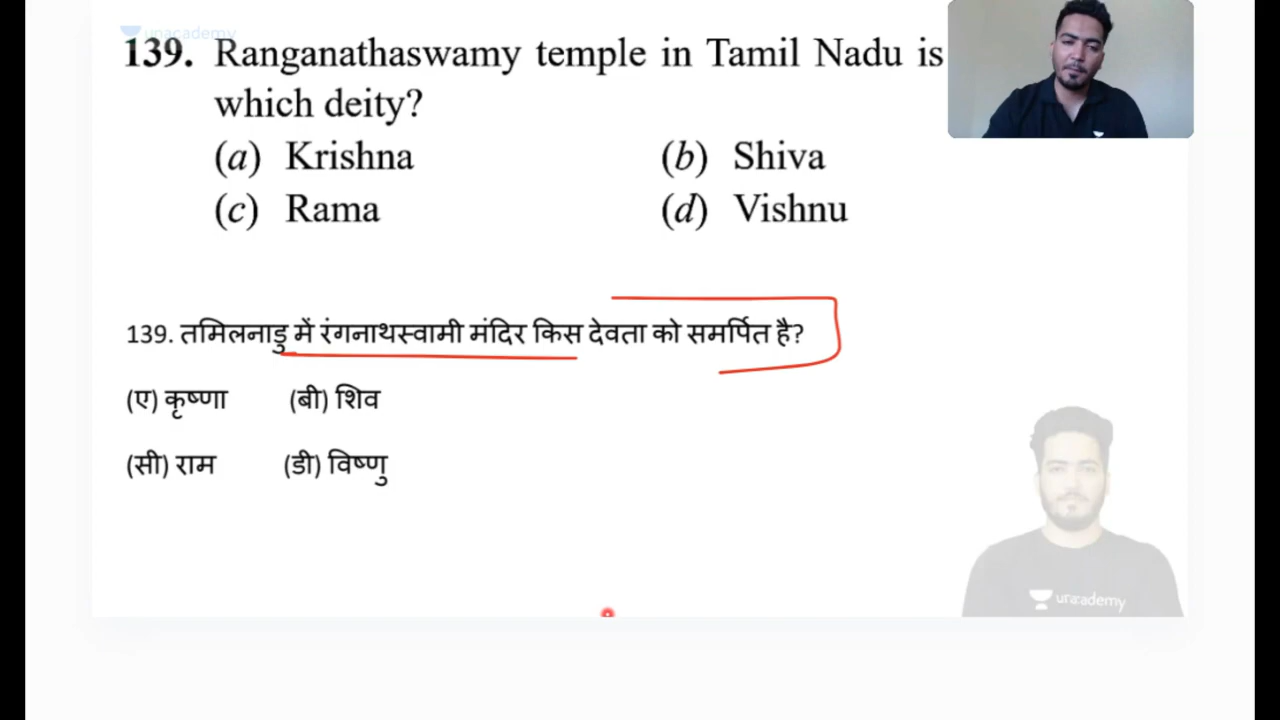 unacademy
139. Ranganathaswamy temple in Tamil Nadu is
which deity?
(a) Krishna (b) Shiva
(c) Rama (d) Vishnu
139. तमिलनाडु में रंगनाथस्वामी मंदिर किस देवता को समर्पित है?
(ए) कृष्णा (बी) शिव
(सी) राम (डी) विष्णु
unacademy